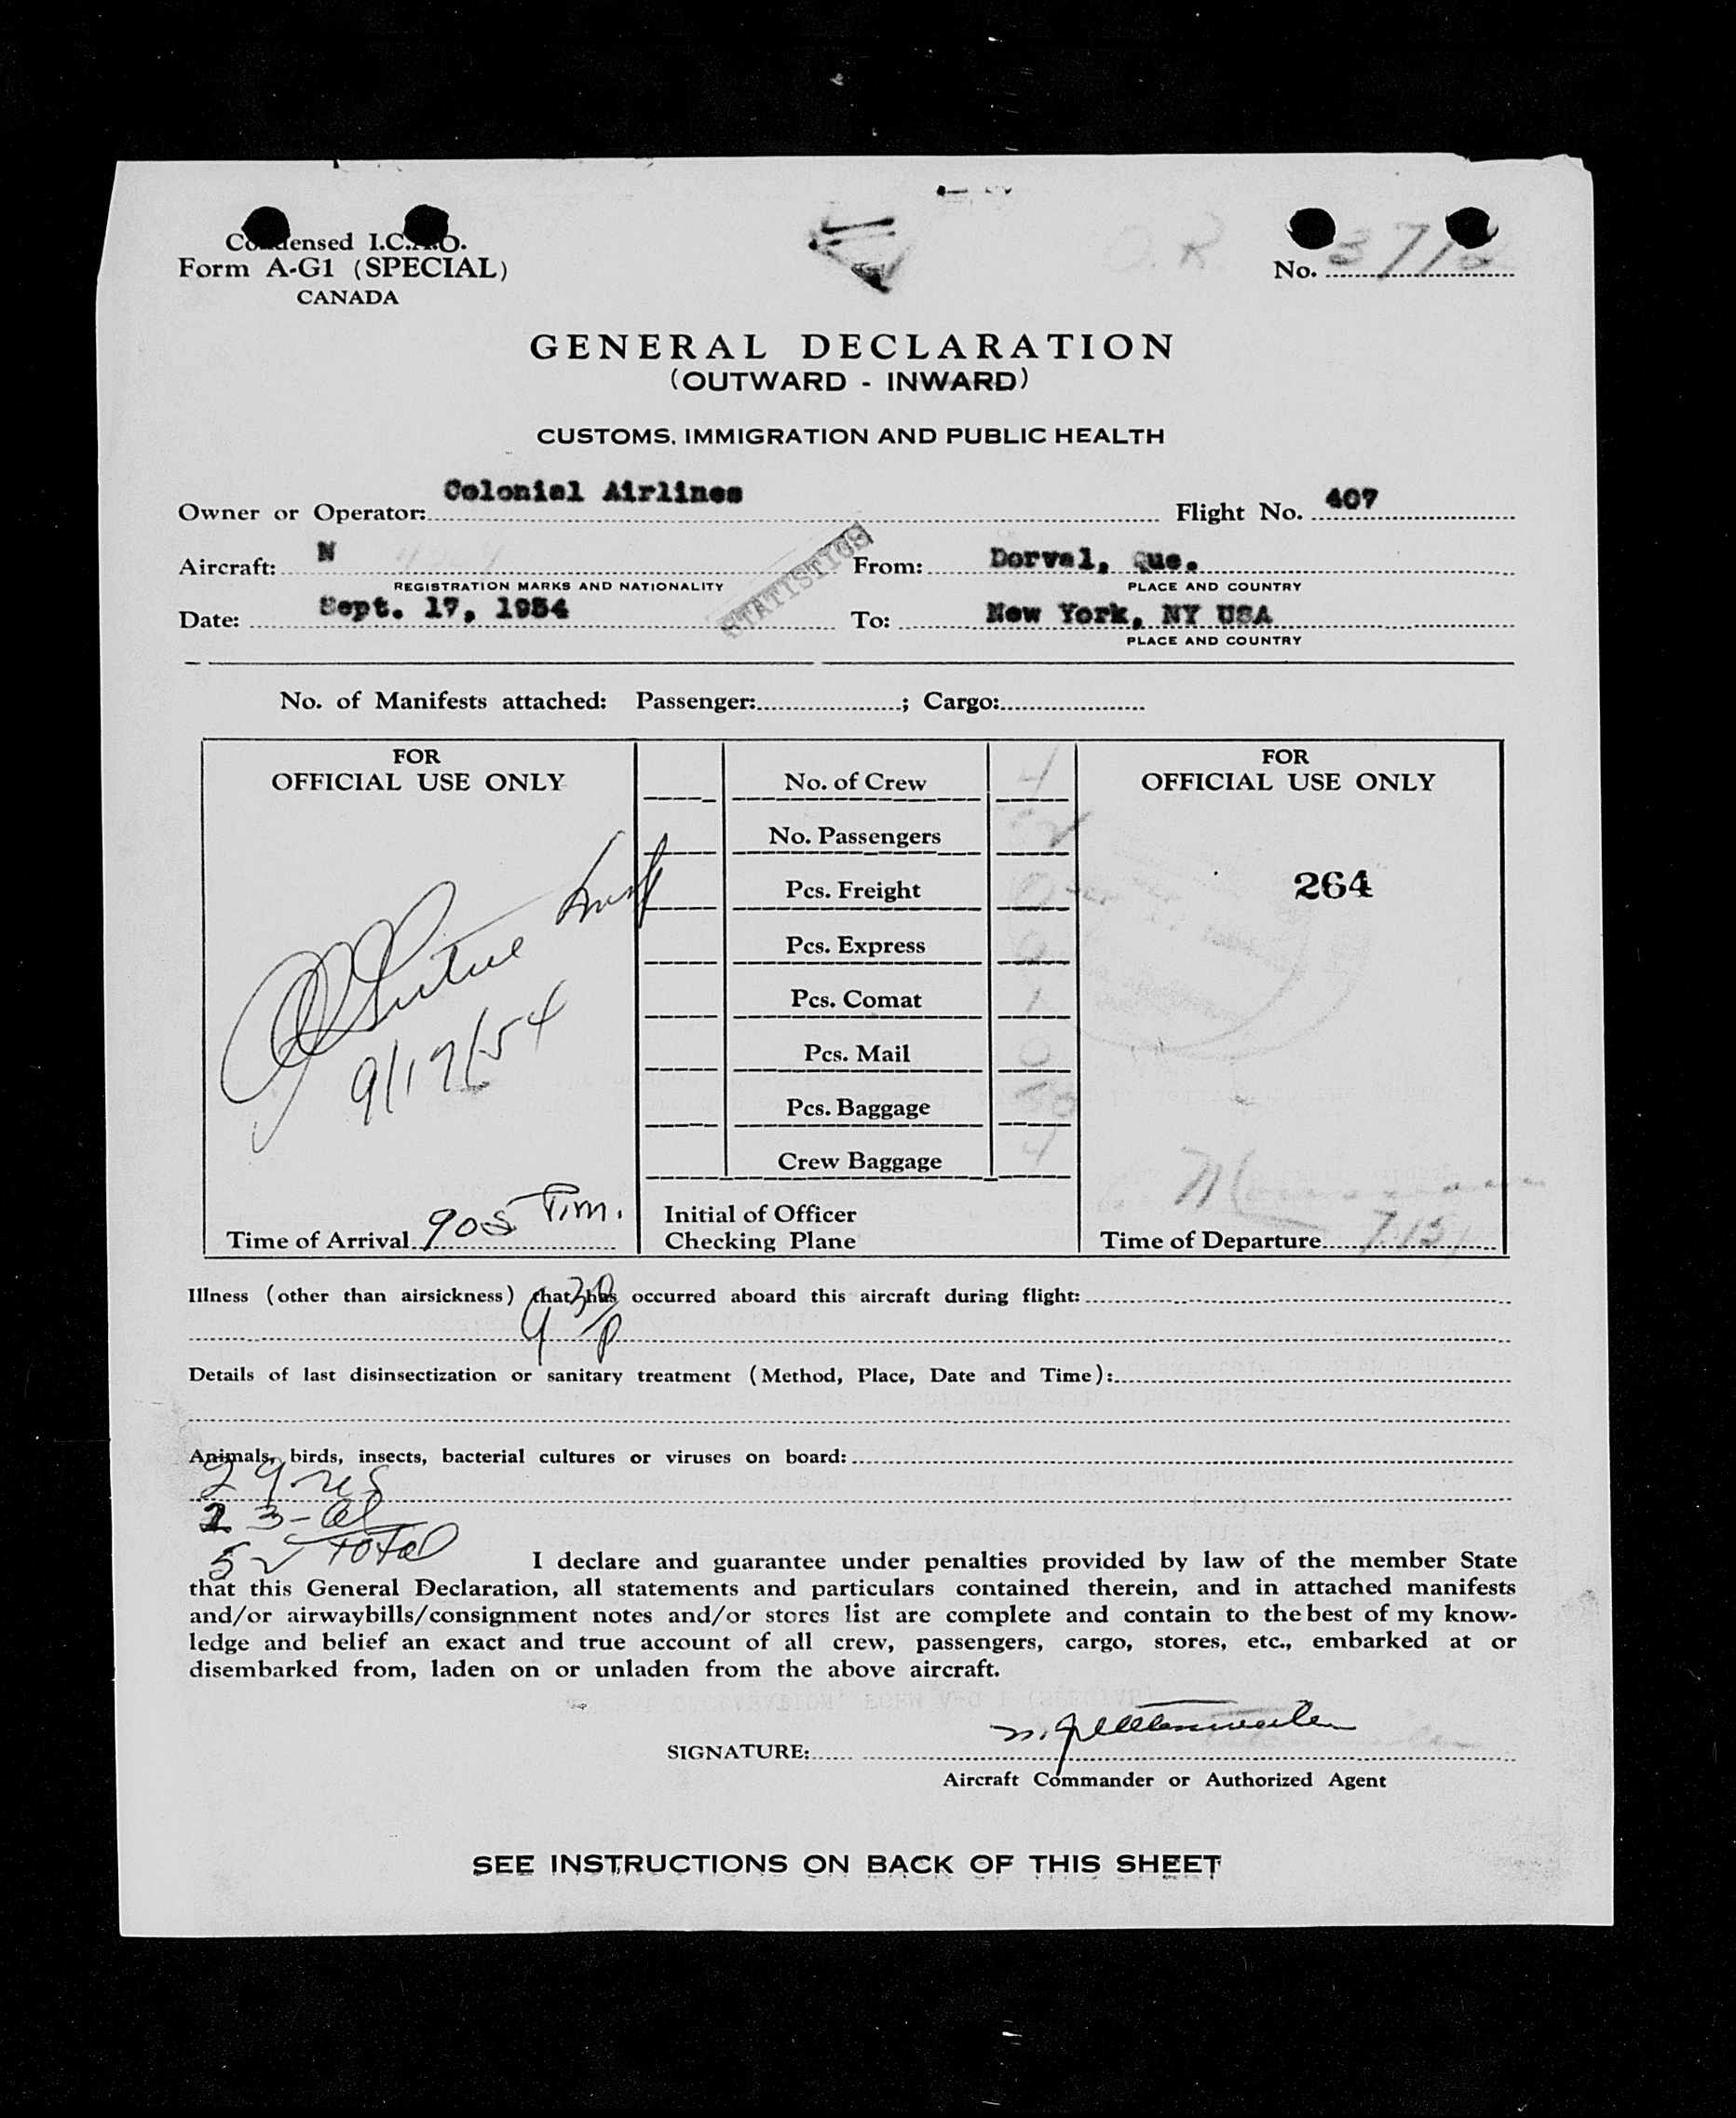 Condensed I.C.A.O.
Form A-G1 (SPECIAL)
CANADA
O. R.
No.
GENERAL DECLARATION
(OUTWARD - INWARD)
CUSTOMS, IMMIGRATION AND PUBLIC HEALTH
Owner or Operator: Colonial Airlines Flight No. 407
Aircraft: N From: Dorval, Que.
REGISTRATION MARKS AND NATIONALITY PLACE AND COUNTRY
STATISTICS
Date: Sept. 17, 1954 To: New York, NY USA
PLACE AND COUNTRY
No. of Manifests attached: Passenger: ; Cargo:
FOR
OFFICIAL USE ONLY
9/17/54
Time of Arrival 905 P.m.
No. of Crew 4
No. Passengers
Pcs. Freight 0
Pcs. Express 0
Pcs. Comat 1
Pcs. Mail 0
Pcs. Baggage
Crew Baggage 4
Initial of Officer
Checking Plane
FOR
OFFICIAL USE ONLY
264
Time of Departure
Illness (other than airsickness) that has occurred aboard this aircraft during flight:
930 P
Details of last disinsectization or sanitary treatment (Method, Place, Date and Time):
Animals, birds, insects, bacterial cultures or viruses on board:
29
23
52 Total
I declare and guarantee under penalties provided by law of the member State
that this General Declaration, all statements and particulars contained therein, and in attached manifests
and/or airwaybills/consignment notes and/or stores list are complete and contain to the best of my know-
ledge and belief an exact and true account of all crew, passengers, cargo, stores, etc., embarked at or
disembarked from, laden on or unladen from the above aircraft.
SIGNATURE:
Aircraft Commander or Authorized Agent
SEE INSTRUCTIONS ON BACK OF THIS SHEET